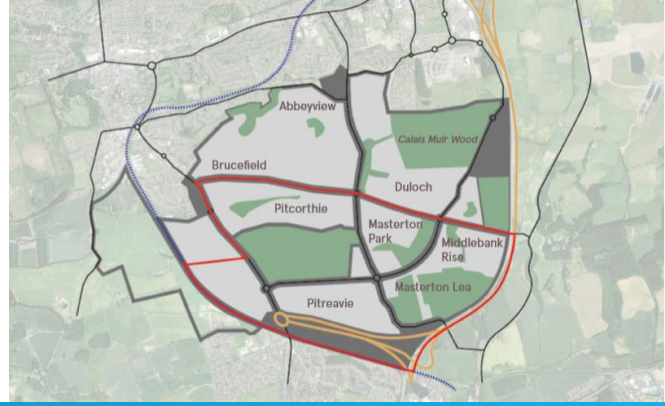 Abbeyview
Calais Muir Wood
Brucefield
Duloch
Pitcorthie
Masterton
Park
Middlebank
Rise
Masterton Lea
Pitreavie